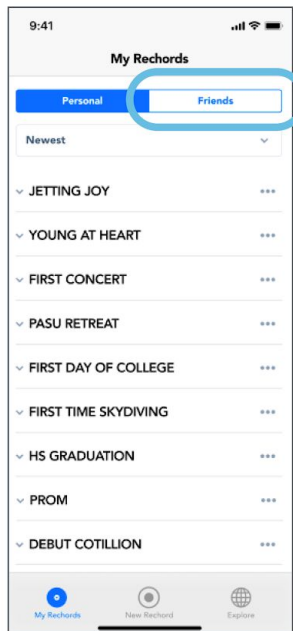 9:41
My Rechords
Personal Friends
Newest
JETTING JOY
YOUNG AT HEART
FIRST CONCERT
PASU RETREAT
FIRST DAY OF COLLEGE
FIRST TIME SKYDIVING
HS GRADUATION
PROM
DEBUT COTILLION
My Rechords New Rechord Explore